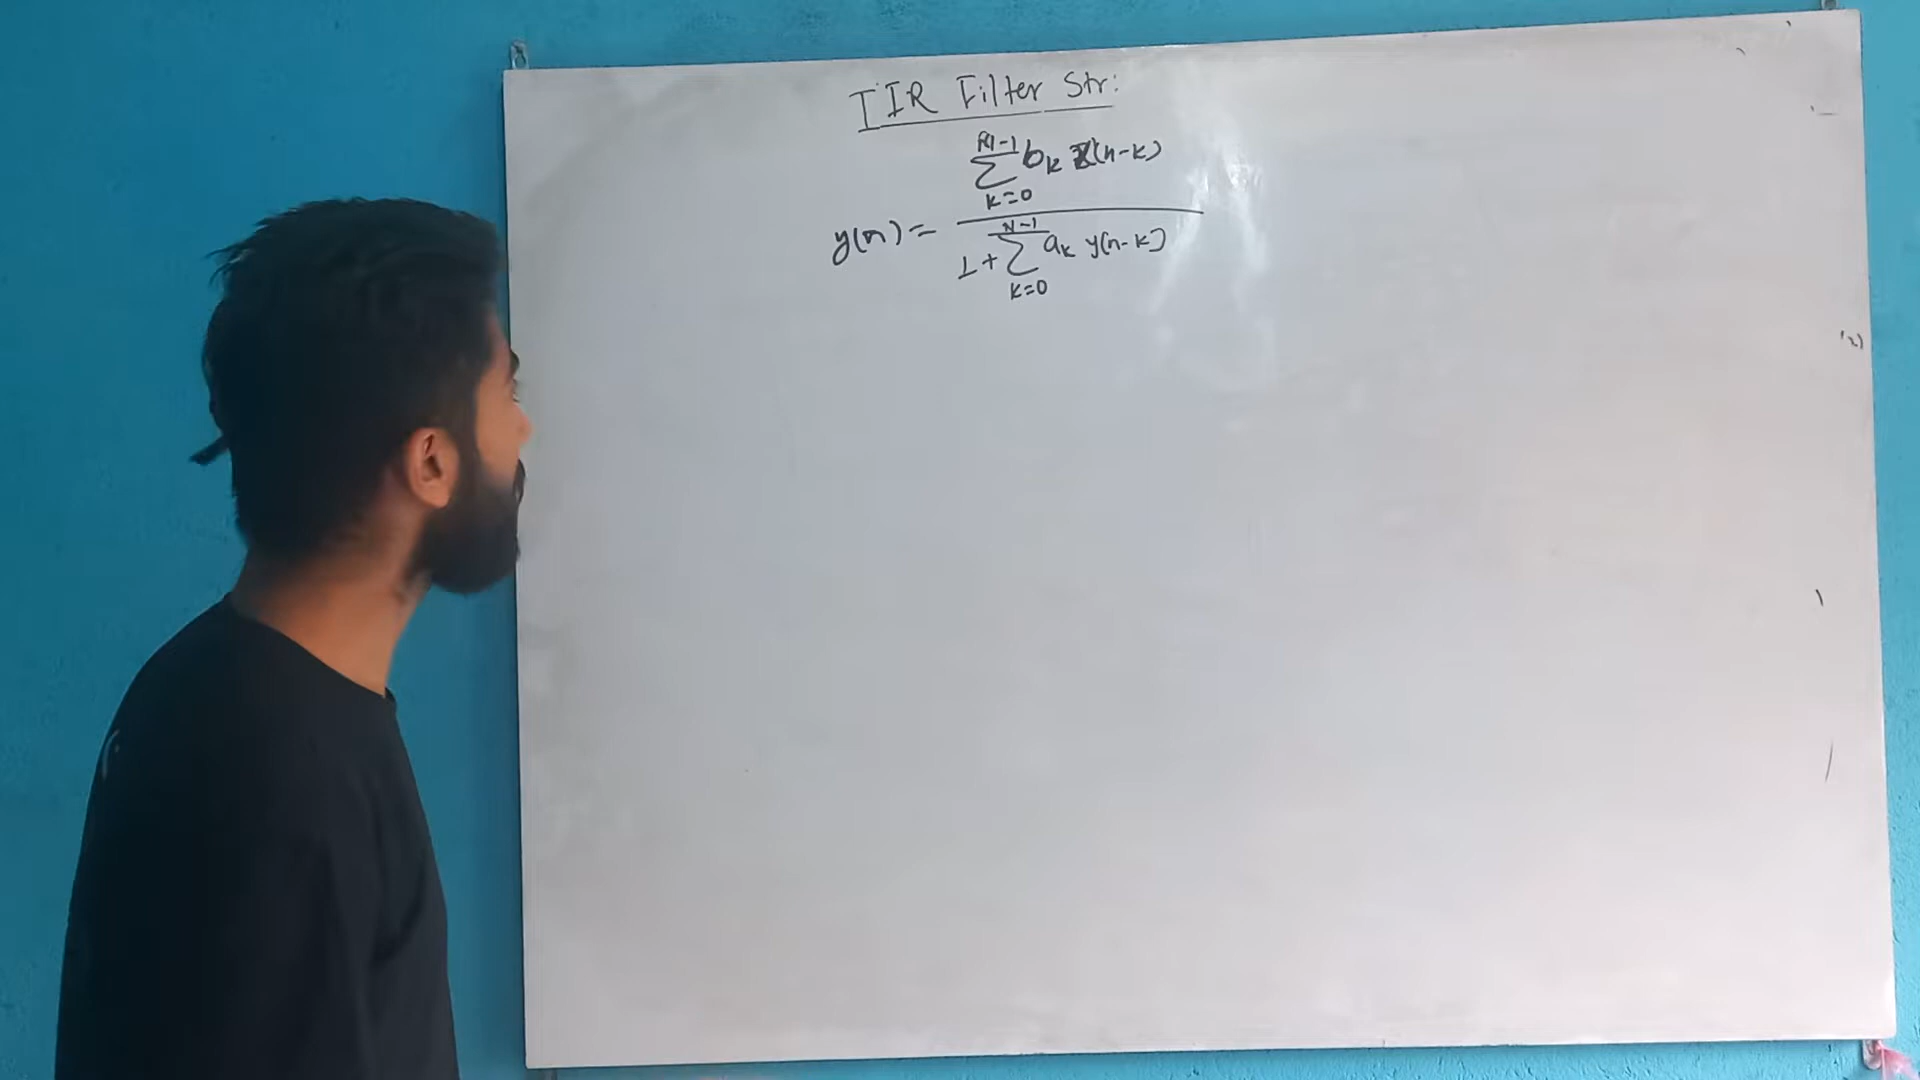 IIR Filter Str:
M-1
∑ bk x(n-k)
k=0
y(n) =
N-1
1 + ∑ ak y(n-k)
k=0